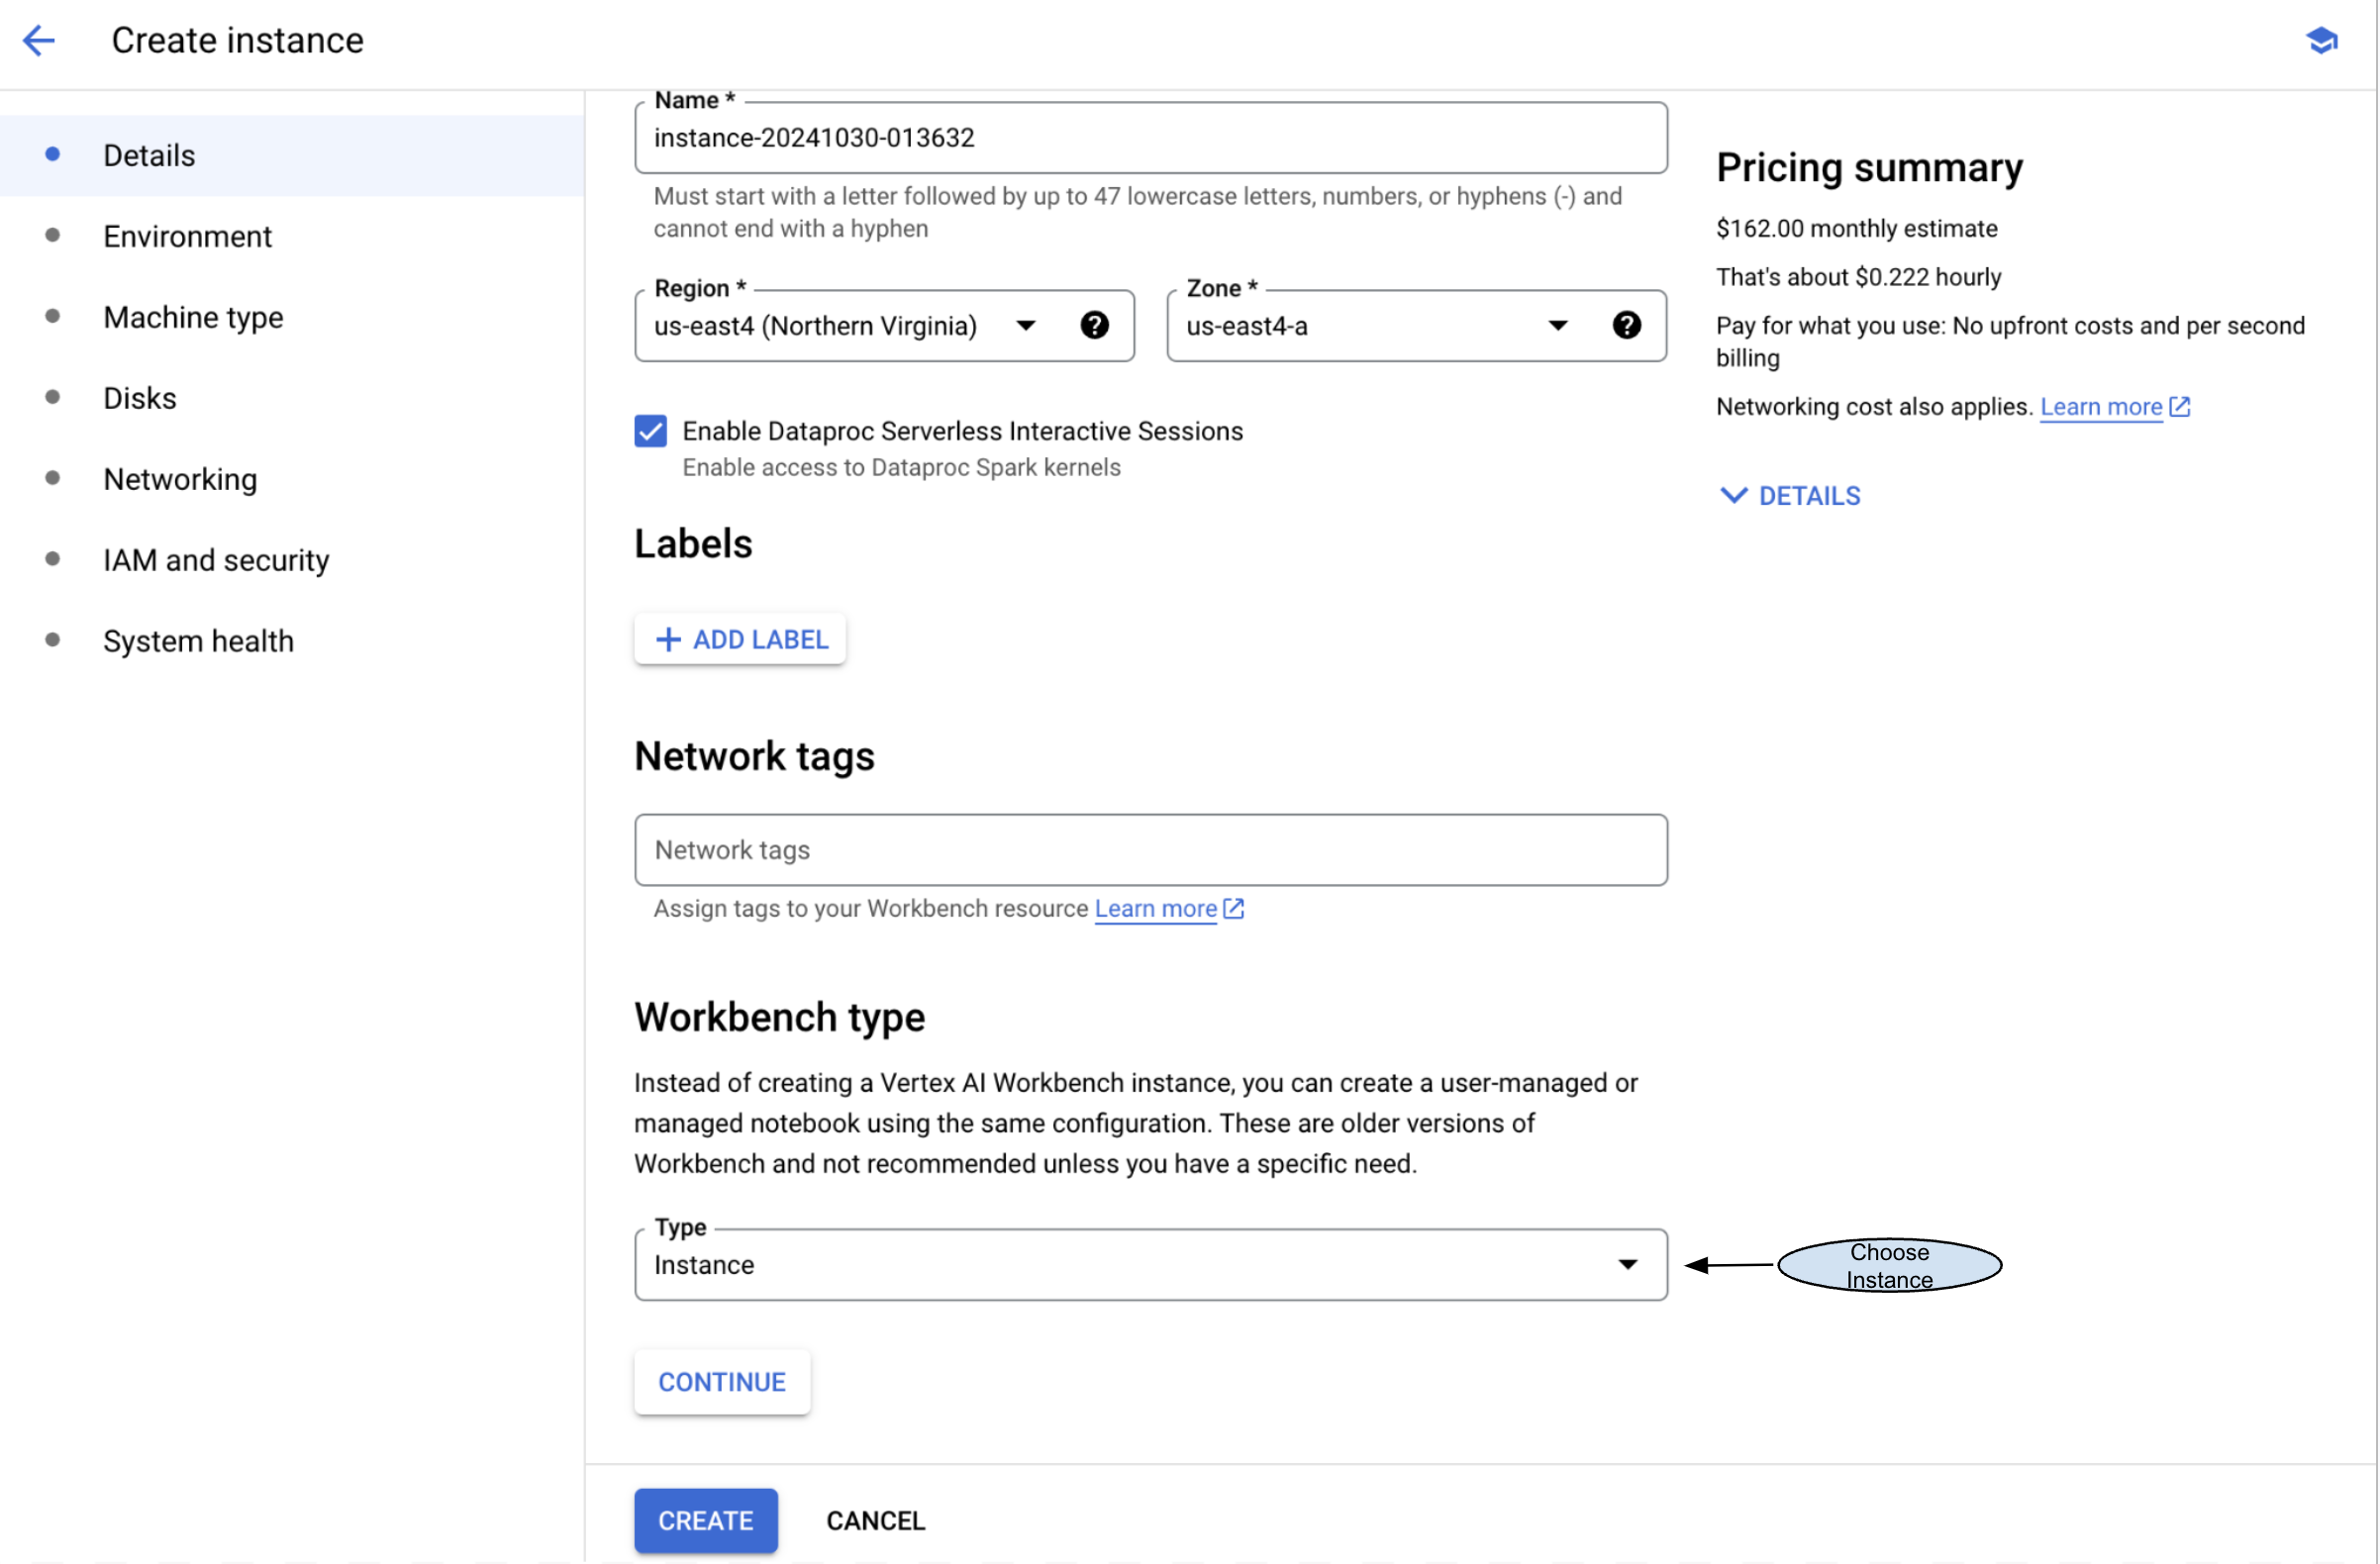 Create instance
Details
Environment
Machine type
Disks
Networking
IAM and security
System health
Name *
instance-20241030-013632
Must start with a letter followed by up to 47 lowercase letters, numbers, or hyphens (-) and
cannot end with a hyphen
Region *
us-east4 (Northern Virginia)
Zone *
us-east4-a
Enable Dataproc Serverless Interactive Sessions
Enable access to Dataproc Spark kernels
Labels
ADD LABEL
Network tags
Network tags
Assign tags to your Workbench resource Learn more
Workbench type
Instead of creating a Vertex AI Workbench instance, you can create a user-managed or
managed notebook using the same configuration. These are older versions of
Workbench and not recommended unless you have a specific need.
Type
Instance
Choose
Instance
CONTINUE
CREATE
CANCEL
Pricing summary
$162.00 monthly estimate
That's about $0.222 hourly
Pay for what you use: No upfront costs and per second
billing
Networking cost also applies. Learn more
DETAILS